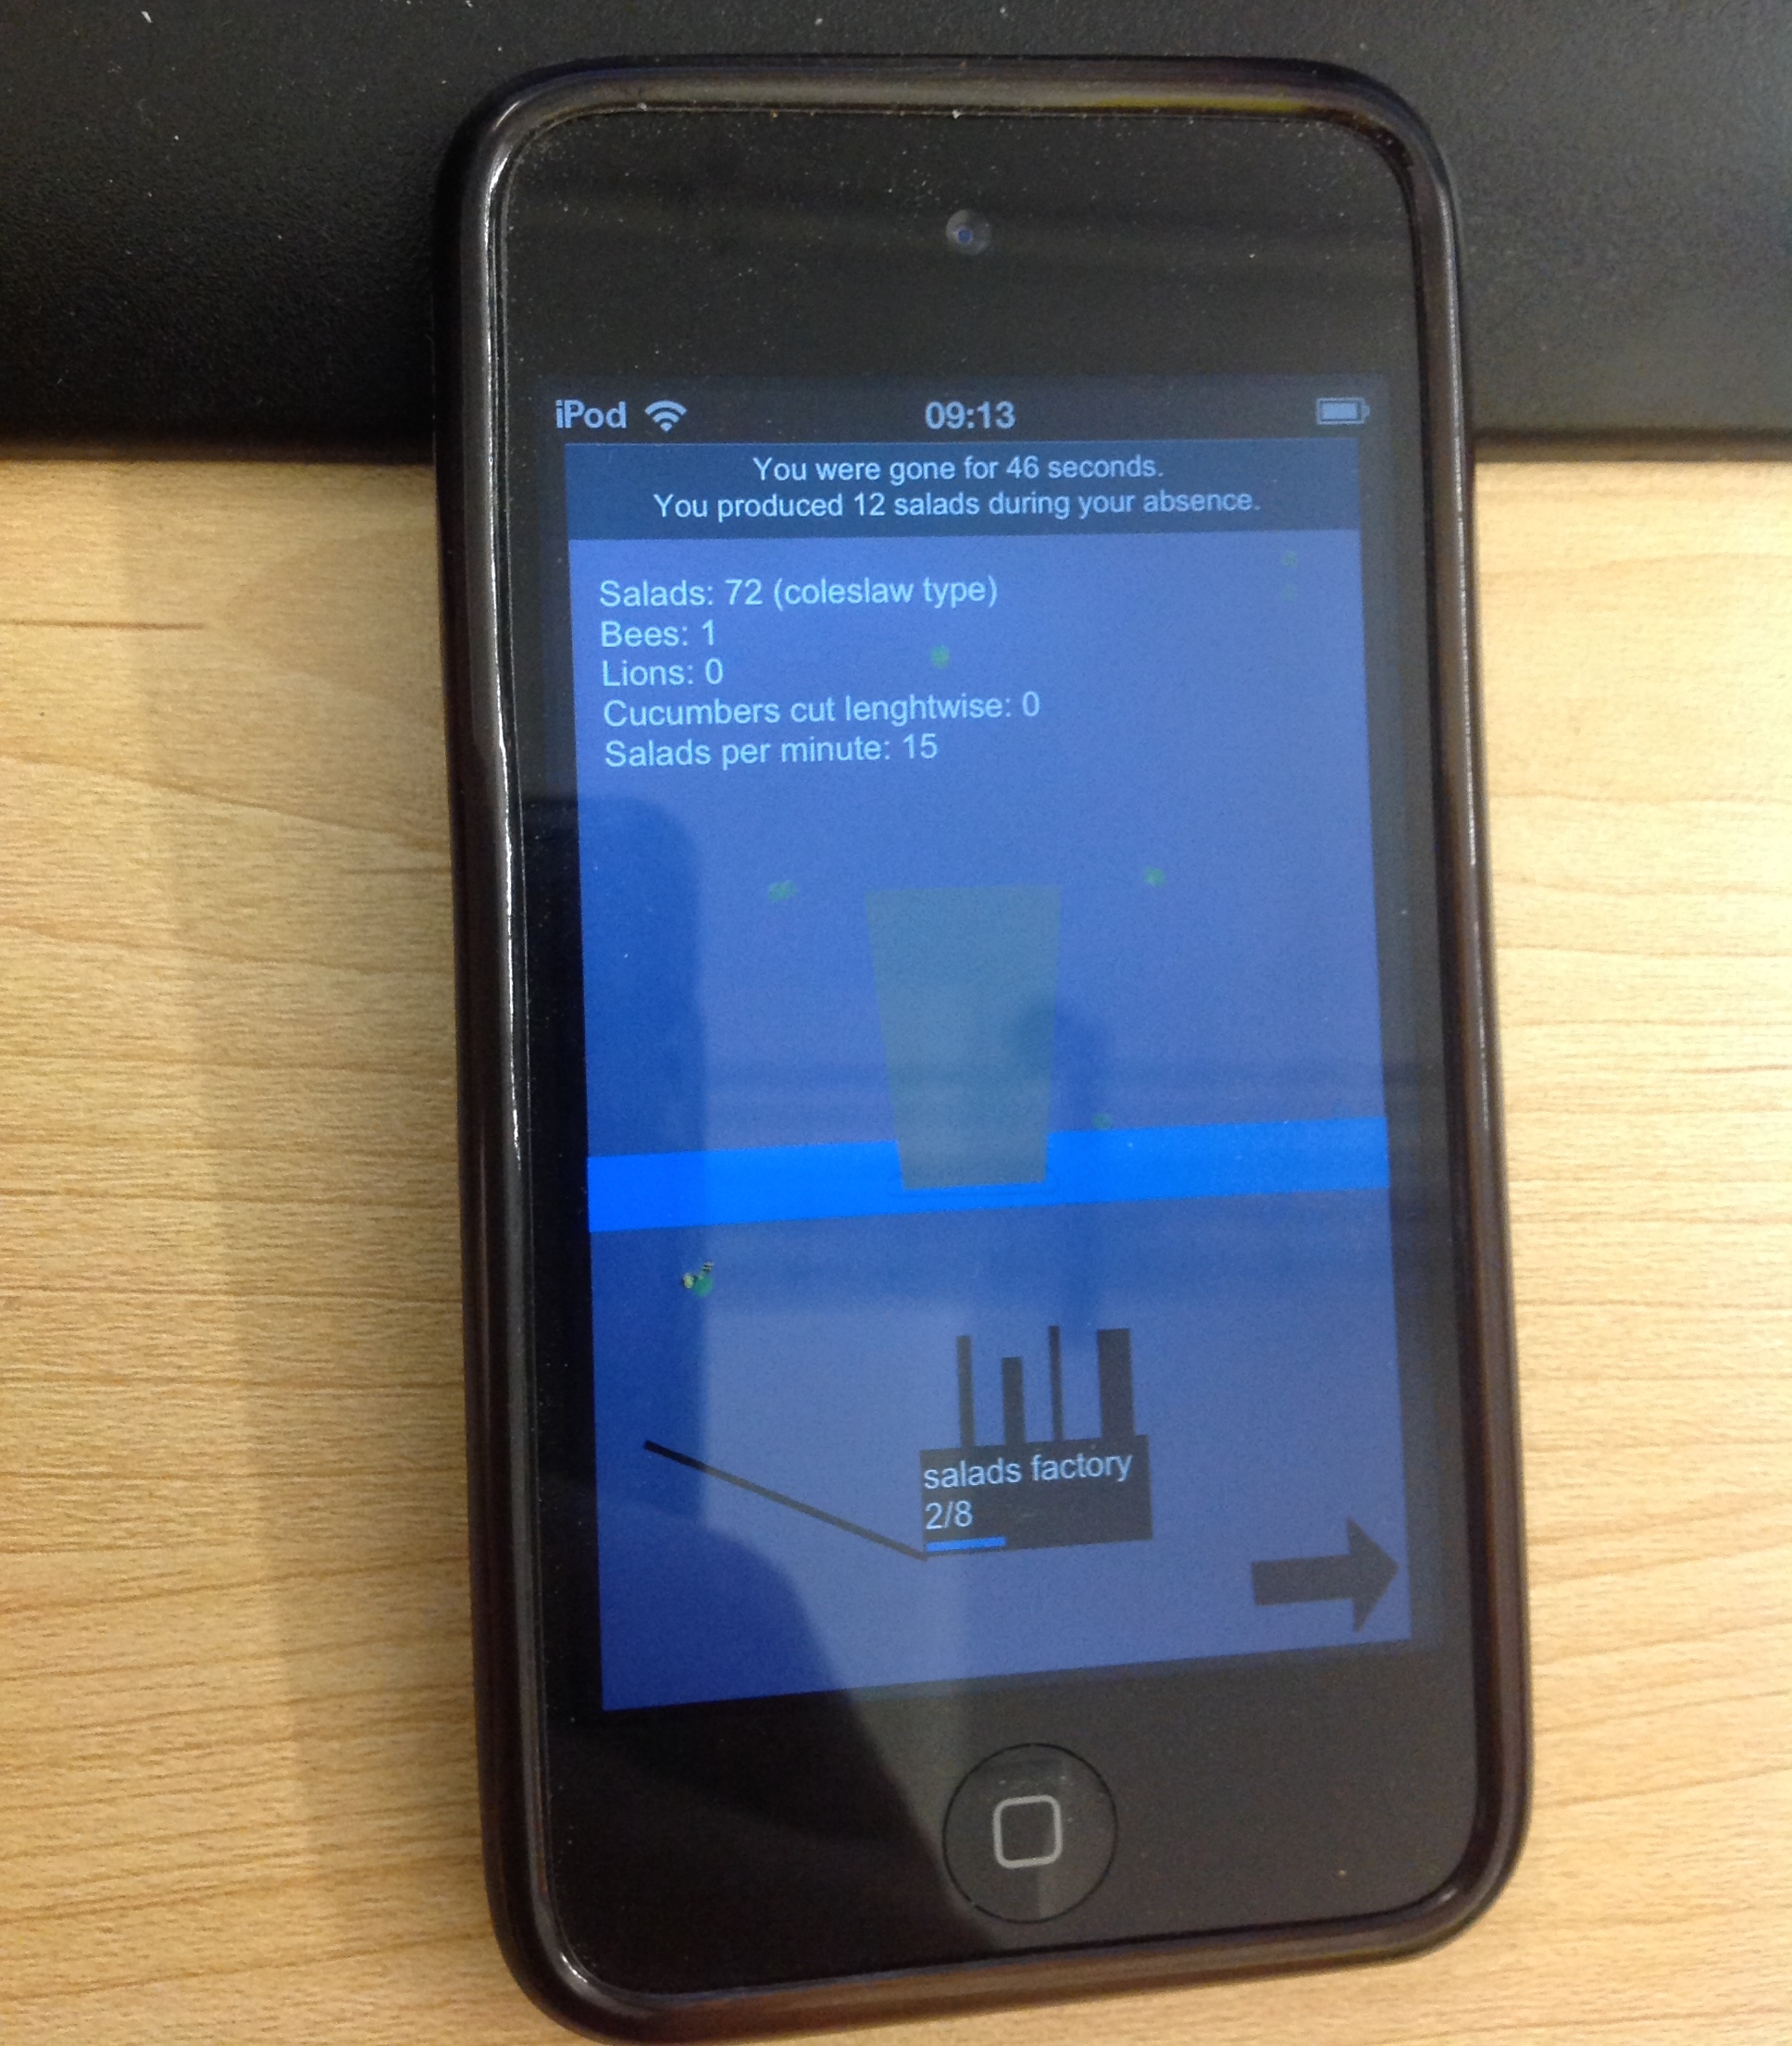 iPod 09:13
You were gone for 46 seconds.
You produced 12 salads during your absence.
Salads: 72 (coleslaw type)
Bees: 1
Lions: 0
Cucumbers cut lenghtwise: 0
Salads per minute: 15
salads factory
2/8